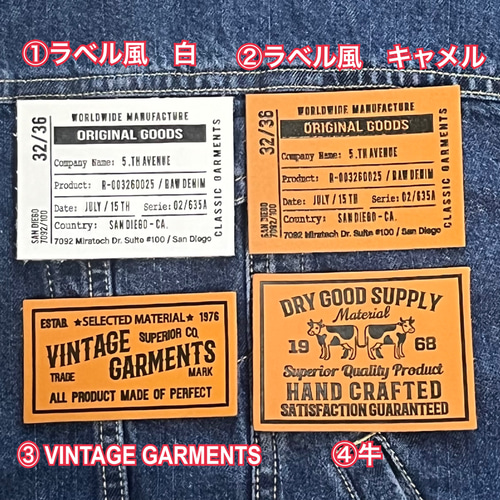 ①ラベル風　白
②ラベル風　キャメル
32/36
WORLDWIDE MANUFACTURE
ORIGINAL GOODS
Company Name: 5.TH AVENUE
Product: R-003260025 / RAW DENIM
Date: JULY / 15TH Serie: 02/635A
Country: SAN DIEGO - CA.
7092 Miratech Dr. Suite #100 / San Diego
SAN DIEGO
7092/100
CLASSIC GARMENTS
32/36
WORLDWIDE MANUFACTURE
ORIGINAL GOODS
Company Name: 5.TH AVENUE
Product: R-003260025 / RAW DENIM
Date: JULY / 15TH Serie: 02/635A
Country: SAN DIEGO - CA.
7092 Miratech Dr. Suite #100 / San Diego
SAN DIEGO
7092/100
CLASSIC GARMENTS
ESTAB. ★SELECTED MATERIAL★ 1976
VINTAGE SUPERIOR CO.
GARMENTS
TRADE MARK
ALL PRODUCT MADE OF PERFECT
DRY GOOD SUPPLY
Material
19 68
Superior Quality Product
HAND CRAFTED
SATISFACTION GUARANTEED
③ VINTAGE GARMENTS
④牛